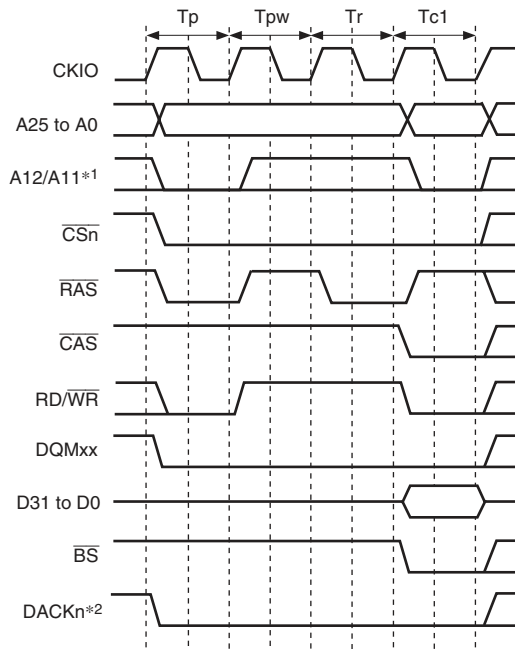 Tp Tpw Tr Tc1
CKIO
A25 to A0
A12/A11*1
CSn
RAS
CAS
RD/WR
DQMxx
D31 to D0
BS
DACKn*2